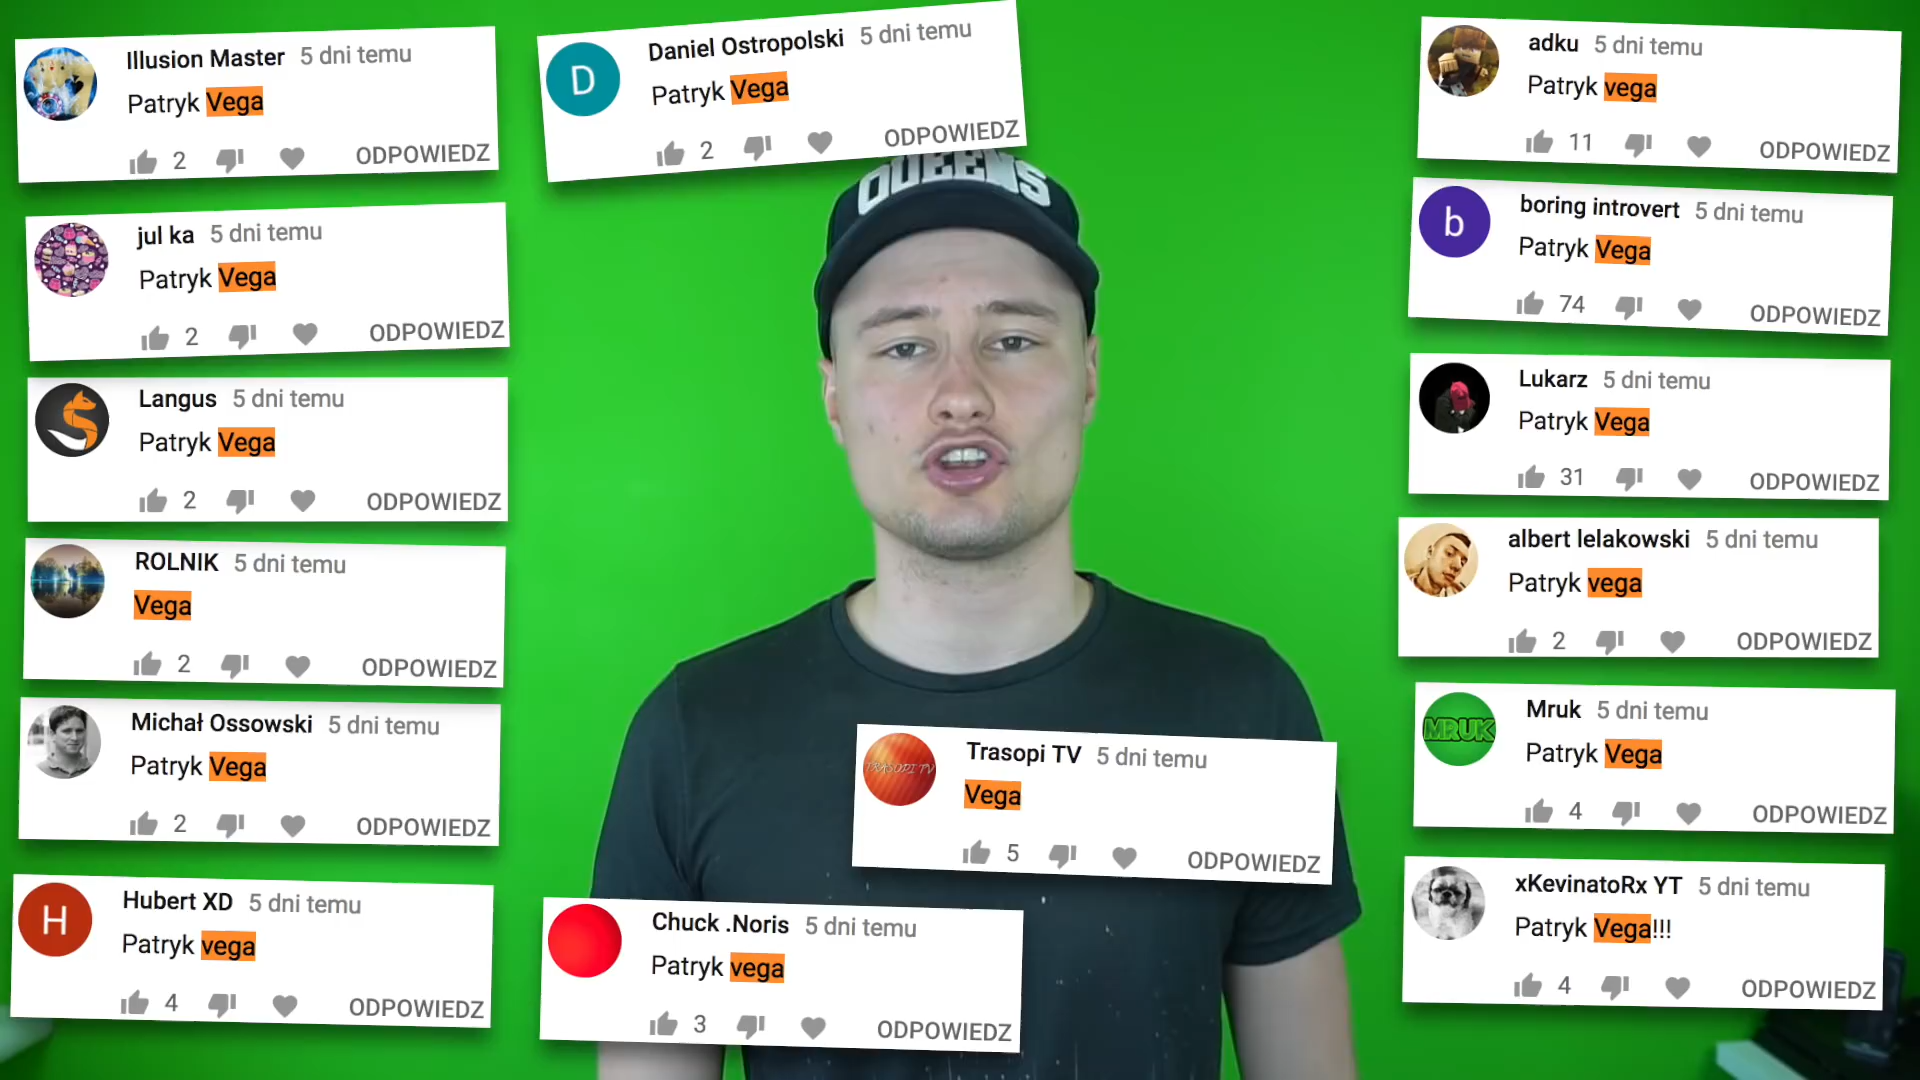 Illusion Master 5 dni temu
Patryk Vega
2 ODPOWIEDZ
jul ka 5 dni temu
Patryk Vega
2 ODPOWIEDZ
Langus 5 dni temu
Patryk Vega
2 ODPOWIEDZ
ROLNIK 5 dni temu
Vega
2 ODPOWIEDZ
Michał Ossowski 5 dni temu
Patryk Vega
2 ODPOWIEDZ
H
Hubert XD 5 dni temu
Patryk vega
4 ODPOWIEDZ
D
Daniel Ostropolski 5 dni temu
Patryk Vega
2 ODPOWIEDZ
QUEENS
TRASOPI TV
Trasopi TV 5 dni temu
Vega
5 ODPOWIEDZ
Chuck .Noris 5 dni temu
Patryk vega
3 ODPOWIEDZ
adku 5 dni temu
Patryk vega
11 ODPOWIEDZ
b
boring introvert 5 dni temu
Patryk Vega
74 ODPOWIEDZ
Lukarz 5 dni temu
Patryk Vega
31 ODPOWIEDZ
albert lelakowski 5 dni temu
Patryk vega
2 ODPOWIEDZ
MRUK
Mruk 5 dni temu
Patryk Vega
4 ODPOWIEDZ
xKevinatoRx YT 5 dni temu
Patryk Vega!!!
4 ODPOWIEDZ